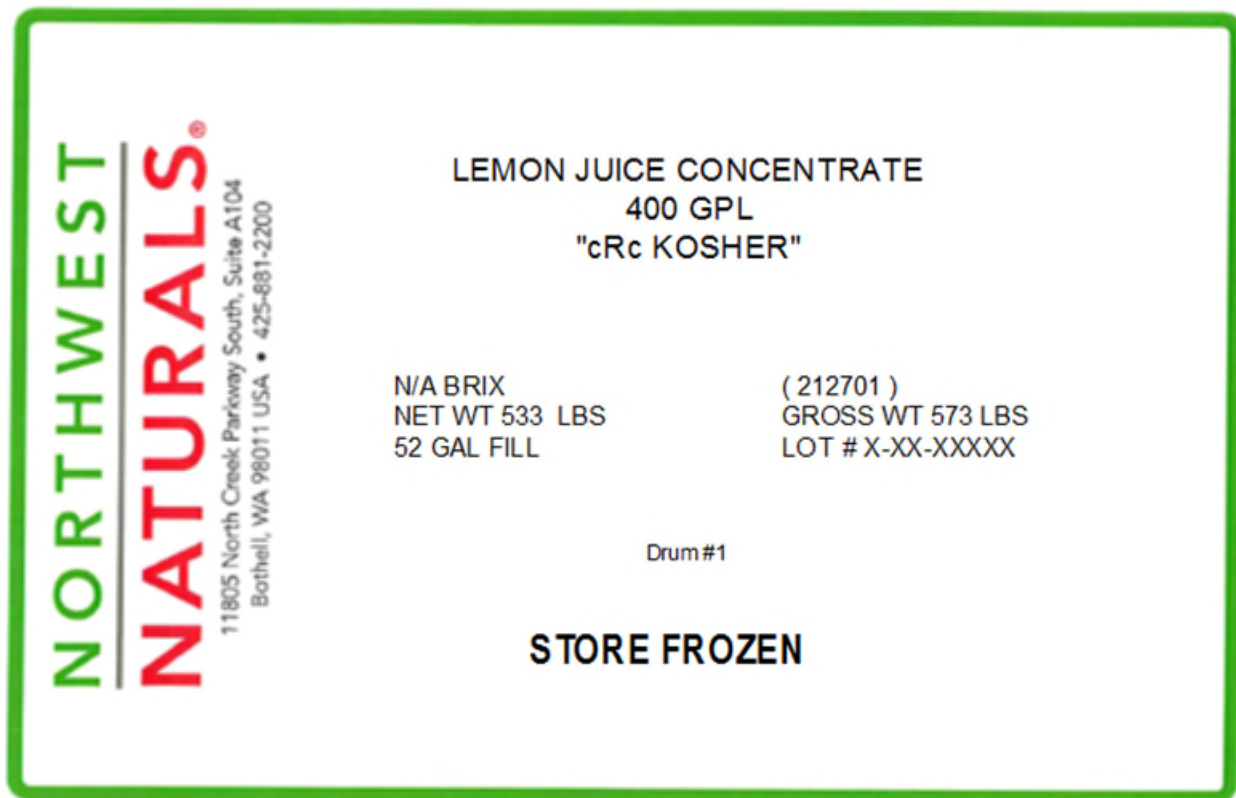 NORTHWEST
NATURALS®
11805 North Creek Parkway South, Suite A104
Bothell, WA 98011 USA • 425-881-2200
LEMON JUICE CONCENTRATE
400 GPL
"cRc KOSHER"
N/A BRIX
NET WT 533 LBS
52 GAL FILL
( 212701 )
GROSS WT 573 LBS
LOT # X-XX-XXXXX
Drum #1
STORE FROZEN